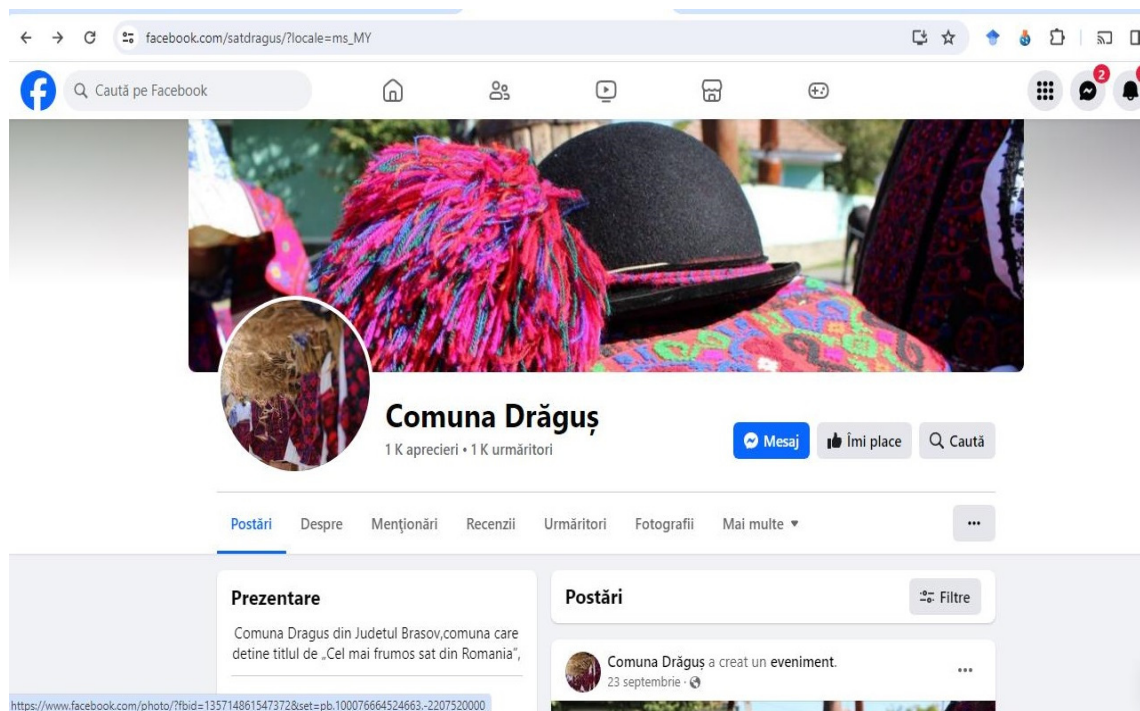 facebook.com/satdragus/?locale=ms_MY
Caută pe Facebook
2
Comuna Drăguș
1 K aprecieri • 1 K urmăritori
Mesaj
Îmi place
Caută
Postări Despre Menţionări Recenzii Urmăritori Fotografii Mai multe
Prezentare
Comuna Dragus din Judetul Brasov,comuna care
detine titlul de „Cel mai frumos sat din Romania”,
Postări
Filtre
Comuna Drăguș a creat un eveniment.
23 septembrie
https://www.facebook.com/photo/?fbid=135714861547372&set=pb.100076664524663.-2207520000